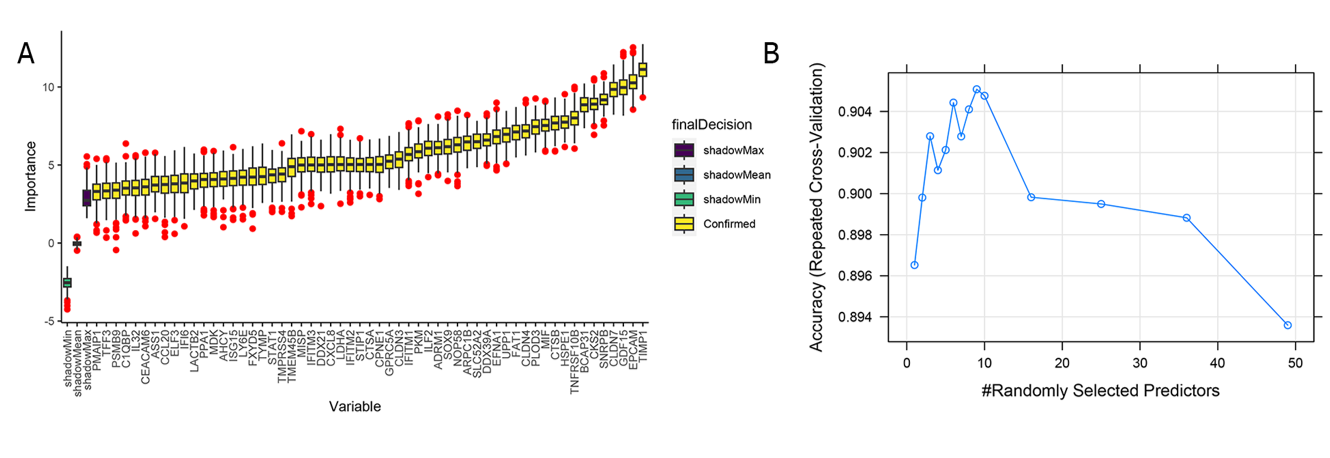 A
Importance
10
5
0
-5
shadowMin
shadowMean
shadowMax
PMAIP1
TFF3
PSMB9
C1QBP
IL32
CEACAM6
ASS1
CCL20
ELF3
IFI6
LACTB2
PPA1
MDK
AHCY
ISG15
LY6E
FXYD5
TYMP
STAT1
TMPRSS4
TMEM45B
MISP
IFITM3
DDX21
CXCL8
LDHA
IFITM2
STIP1
CTSA
CPNE1
GPRC5A
CLDN3
IFITM1
PKM
ILF2
ADRM1
SOX9
NOP58
ARPC1B
SLC52A2
DDX39A
EFNA1
UPP1
FAT1
CLDN4
PLOD3
MIF
CTSB
HSPE1
TNFRSF10B
BCAP31
CKS2
SNRPB
CLDN7
GDF15
EPCAM
TIMP1
Variable
finalDecision
shadowMax
shadowMean
shadowMin
Confirmed
B
Accuracy (Repeated Cross-Validation)
0.904
0.902
0.900
0.898
0.896
0.894
0 10 20 30 40 50
#Randomly Selected Predictors